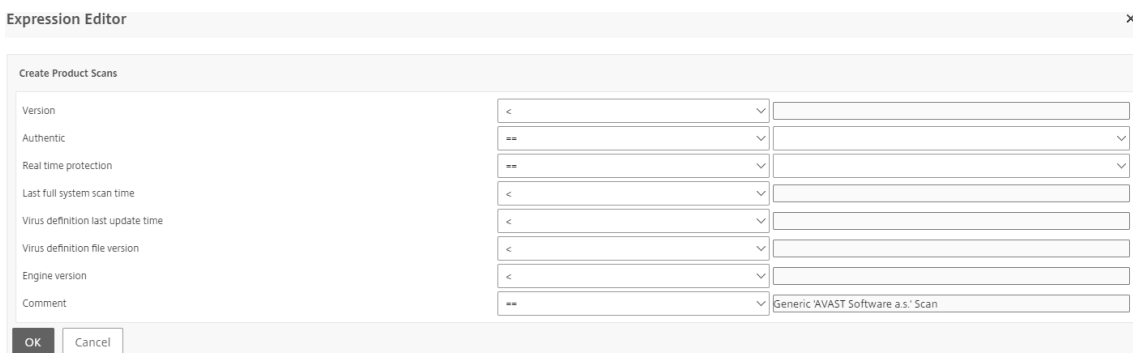 Expression Editor
Create Product Scans
Version <
Authentic ==
Real time protection ==
Last full system scan time <
Virus definition last update time <
Virus definition file version <
Engine version <
Comment == Generic 'AVAST Software a.s.' Scan
OK Cancel